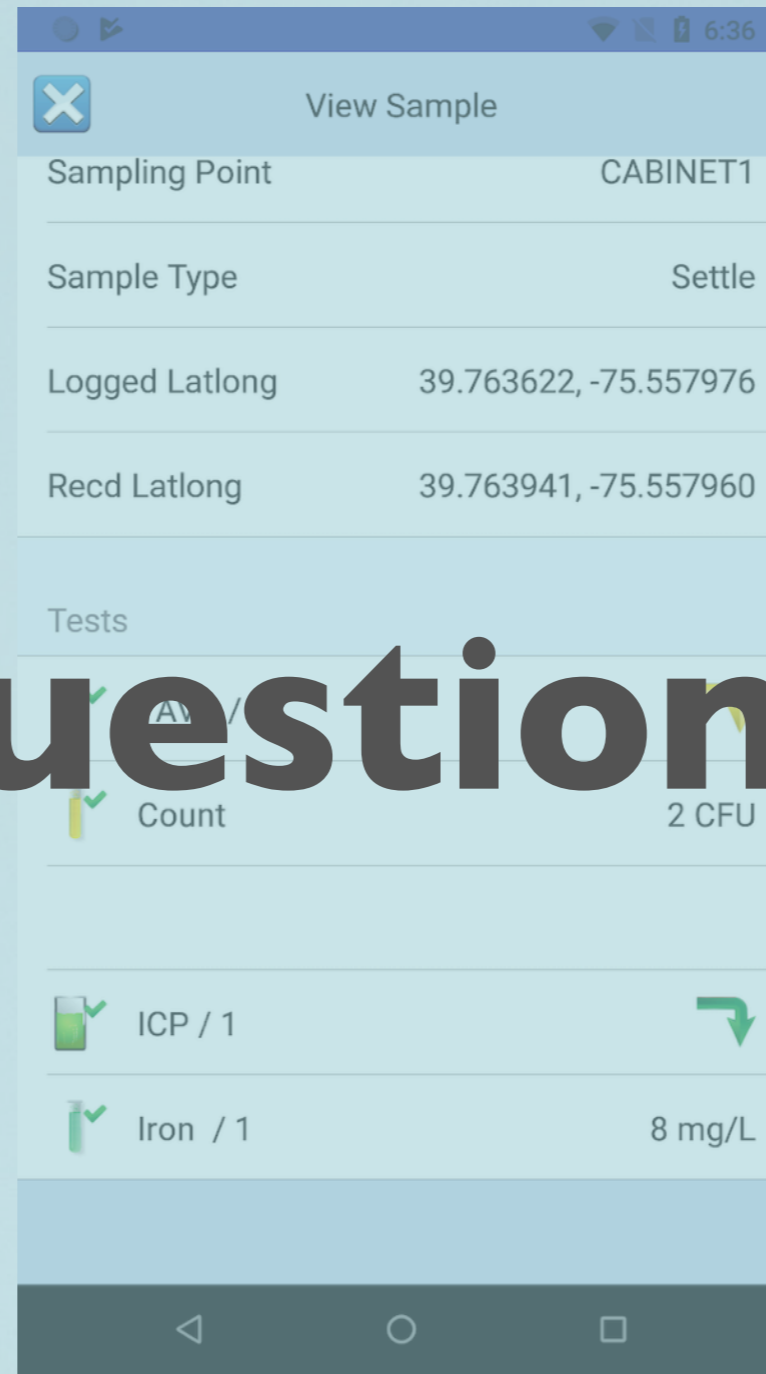 6:36
View Sample
Sampling Point CABINET1
Sample Type Settle
Logged Latlong 39.763622, -75.557976
Recd Latlong 39.763941, -75.557960
Tests
uestion
Count 2 CFU
ICP / 1
Iron / 1 8 mg/L